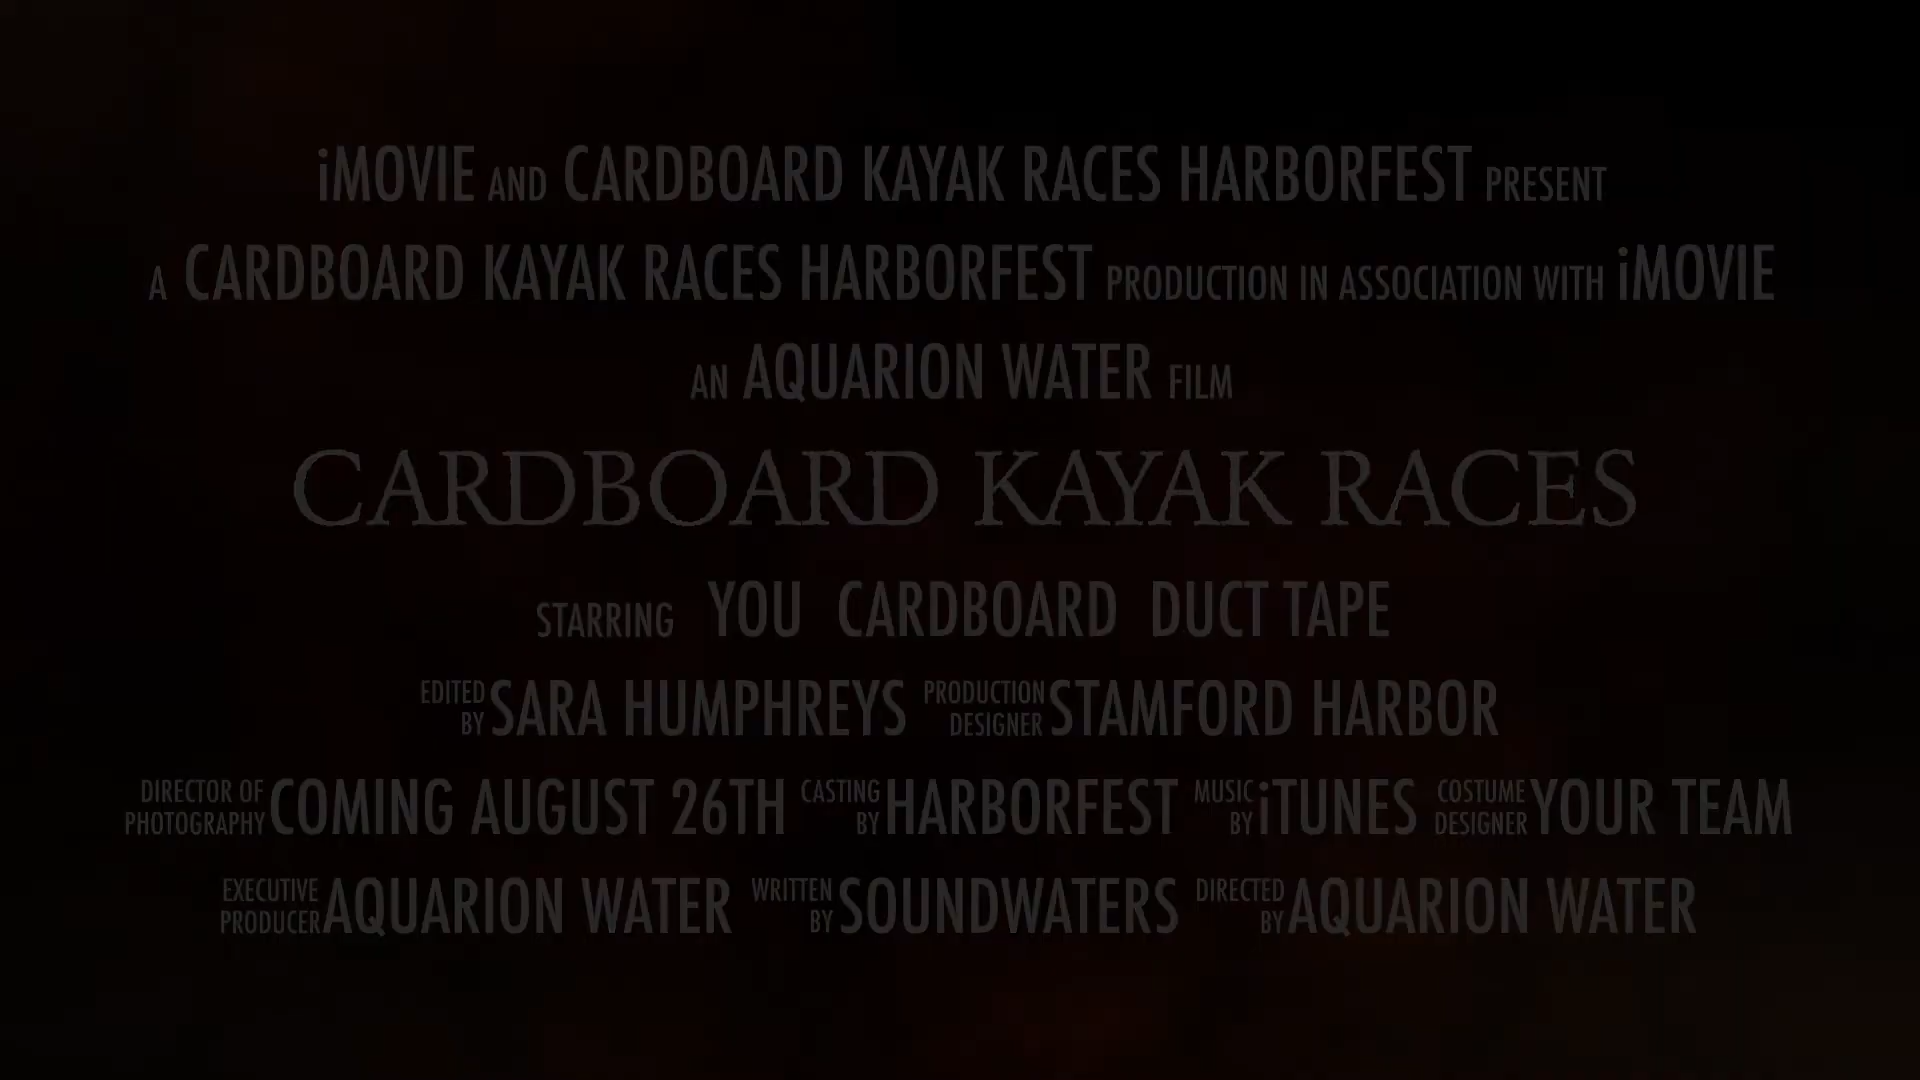 iMOVIE AND CARDBOARD KAYAK RACES HARBORFEST PRESENT
A CARDBOARD KAYAK RACES HARBORFEST PRODUCTION IN ASSOCIATION WITH iMOVIE
AN AQUARION WATER FILM
CARDBOARD KAYAK RACES
STARRING YOU CARDBOARD DUCT TAPE
EDITED BY SARA HUMPHREYS PRODUCTION DESIGNER STAMFORD HARBOR
DIRECTOR OF PHOTOGRAPHY COMING AUGUST 26TH CASTING BY HARBORFEST MUSIC BY iTUNES COSTUME DESIGNER YOUR TEAM
EXECUTIVE PRODUCER AQUARION WATER WRITTEN BY SOUNDWATERS DIRECTED BY AQUARION WATER